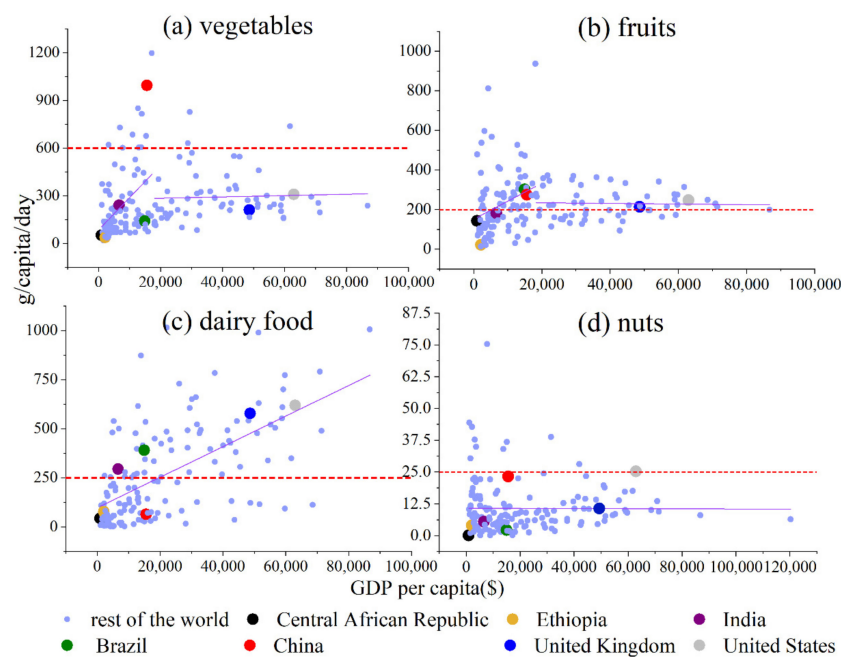 (a) vegetables
(b) fruits
1200
900
600
300
0
1000
800
600
400
200
0
0 20,000 40,000 60,000 80,000 100,000
0 20,000 40,000 60,000 80,000 100,000
g/capita/day
(c) dairy food
(d) nuts
1000
750
500
250
0
87.5
75.0
62.5
50.0
37.5
25.0
12.5
0.0
0 20,000 40,000 60,000 80,000 100,000
0 20,000 40,000 60,000 80,000 100,000 120,000
GDP per capita($)
rest of the world Central African Republic Ethiopia India
Brazil China United Kingdom United States